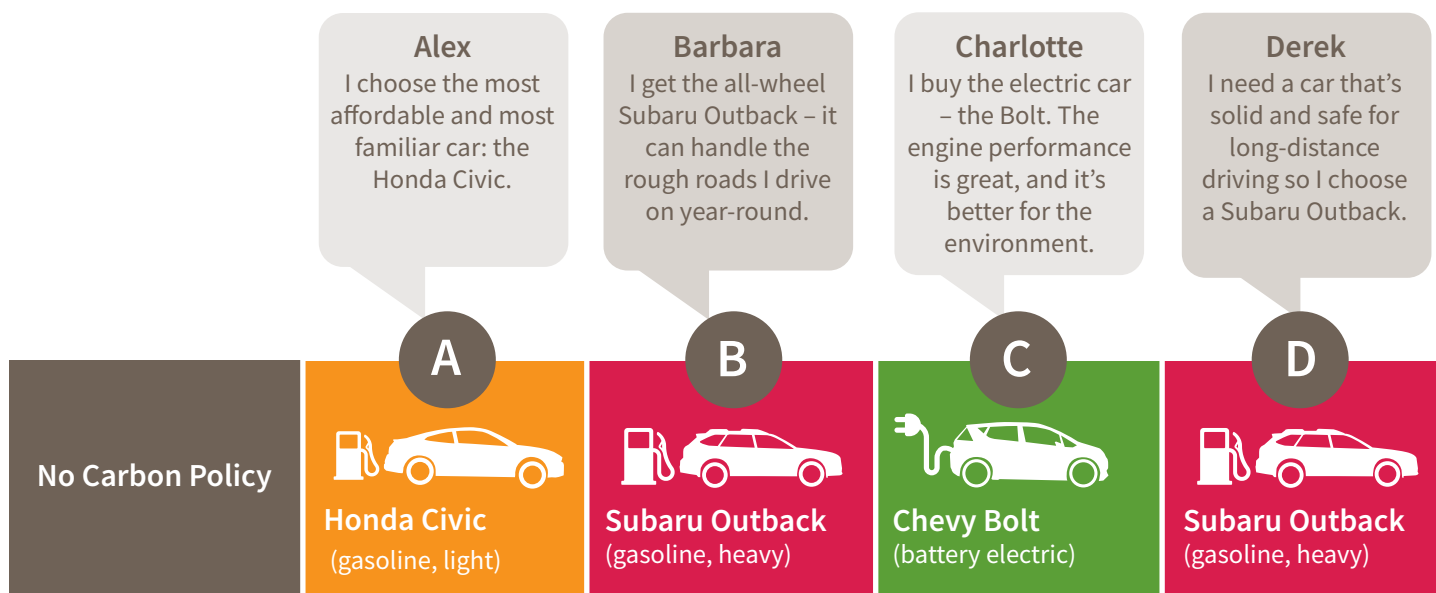 Alex
I choose the most
affordable and most
familiar car: the
Honda Civic.
Barbara
I get the all-wheel
Subaru Outback – it
can handle the
rough roads I drive
on year-round.
Charlotte
I buy the electric car
– the Bolt. The
engine performance
is great, and it’s
better for the
environment.
Derek
I need a car that’s
solid and safe for
long-distance
driving so I choose
a Subaru Outback.
A
B
C
D
No Carbon Policy
Honda Civic
(gasoline, light)
Subaru Outback
(gasoline, heavy)
Chevy Bolt
(battery electric)
Subaru Outback
(gasoline, heavy)